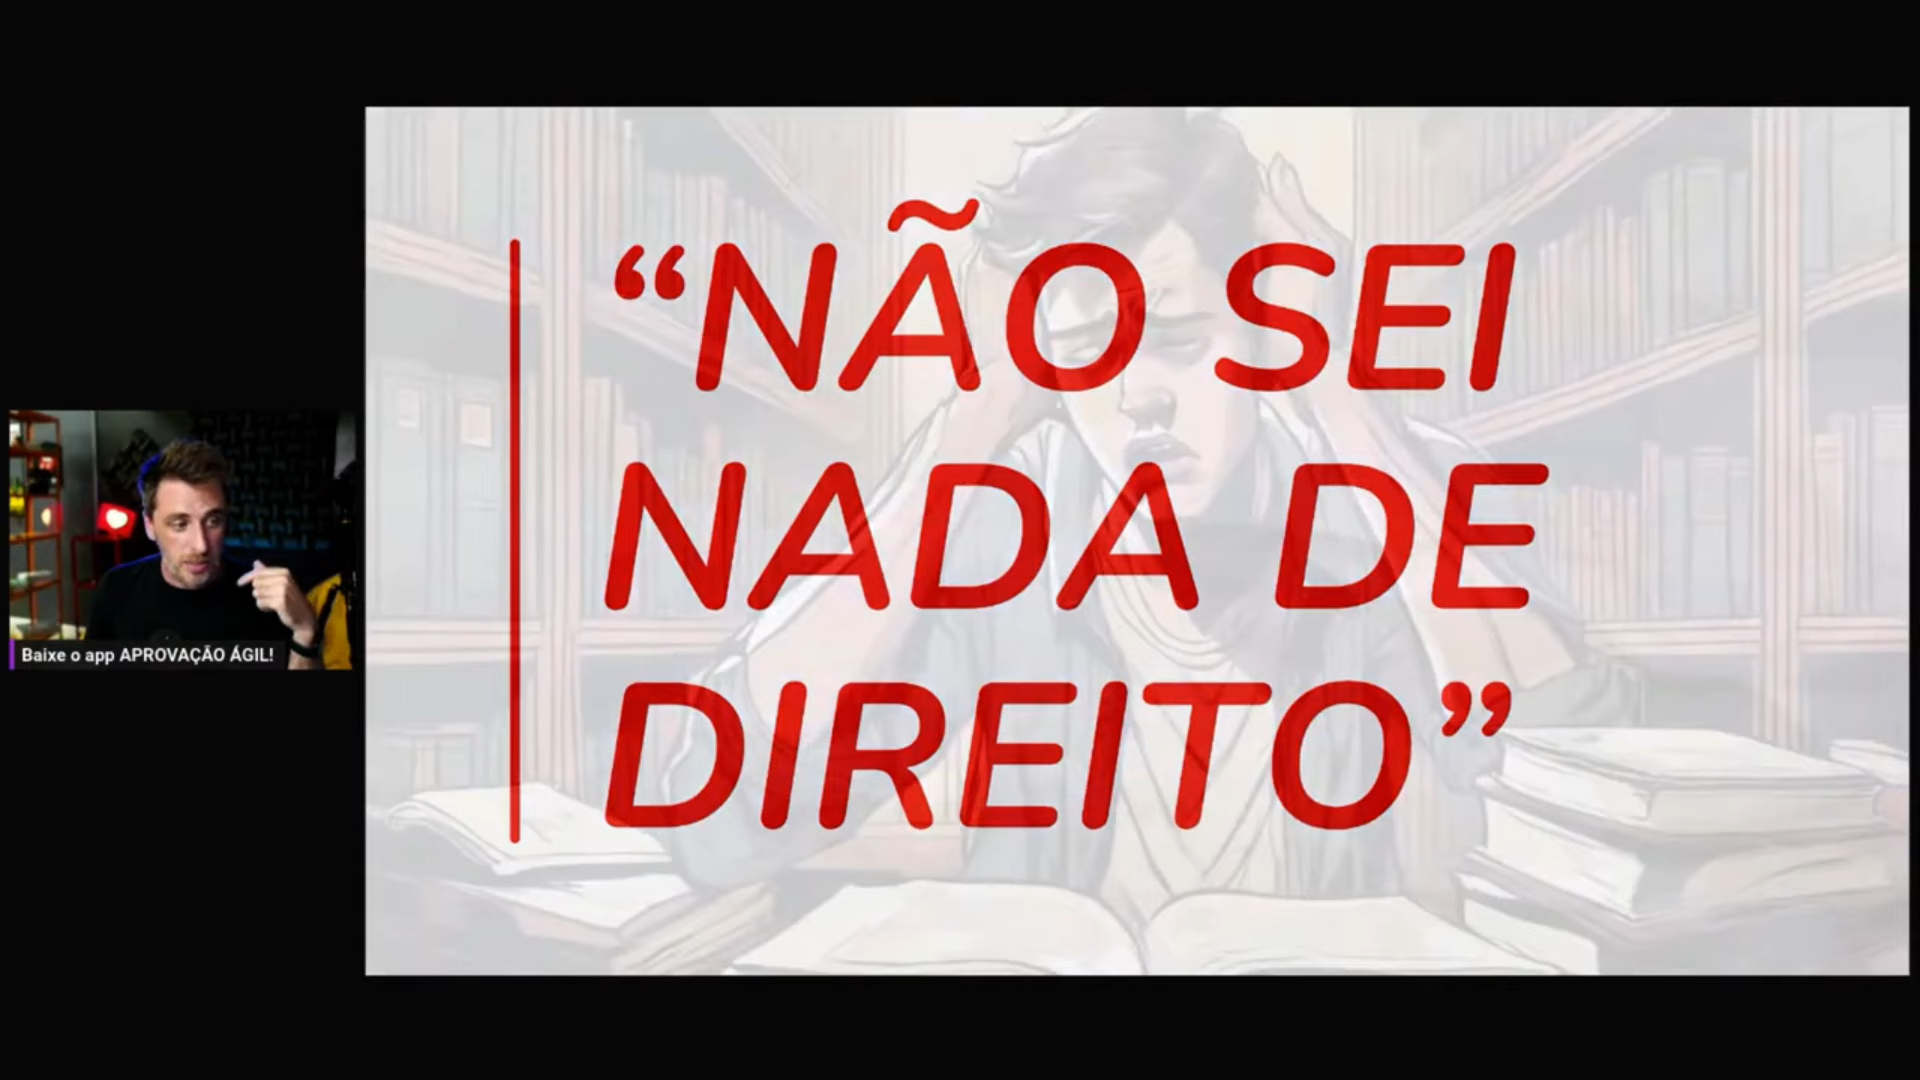 “NÃO SEI
NADA DE
DIREITO”
Baixe o app APROVAÇÃO ÁGIL!